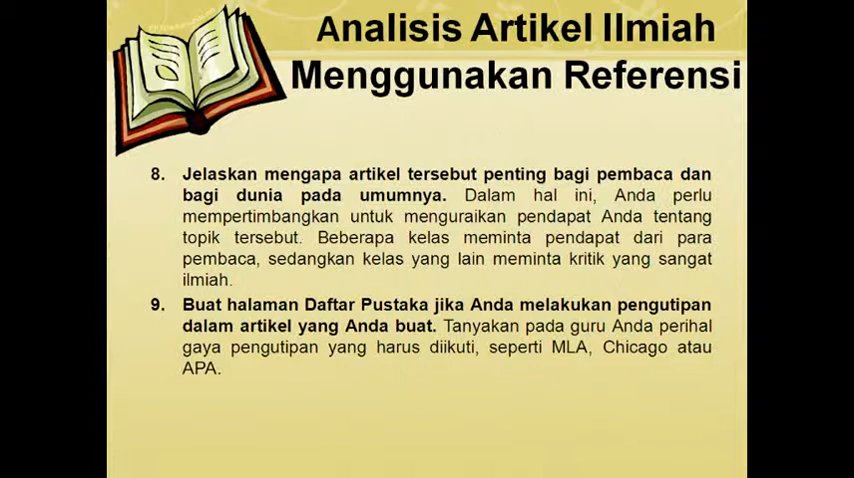 Analisis Artikel Ilmiah
Menggunakan Referensi
8. Jelaskan mengapa artikel tersebut penting bagi pembaca dan
bagi dunia pada umumnya. Dalam hal ini, Anda perlu
mempertimbangkan untuk menguraikan pendapat Anda tentang
topik tersebut. Beberapa kelas meminta pendapat dari para
pembaca, sedangkan kelas yang lain meminta kritik yang sangat
ilmiah.
9. Buat halaman Daftar Pustaka jika Anda melakukan pengutipan
dalam artikel yang Anda buat. Tanyakan pada guru Anda perihal
gaya pengutipan yang harus diikuti, seperti MLA, Chicago atau
APA.